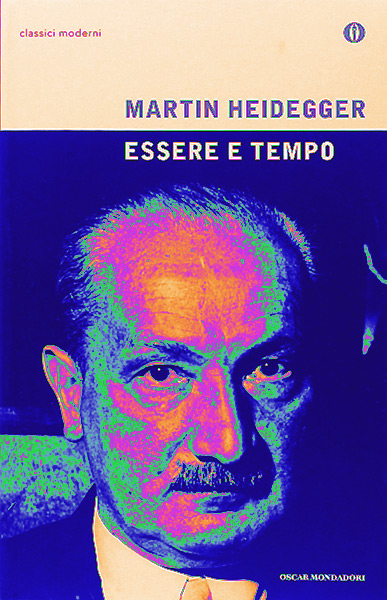 classici moderni
MARTIN HEIDEGGER
ESSERE E TEMPO
OSCAR MONDADORI